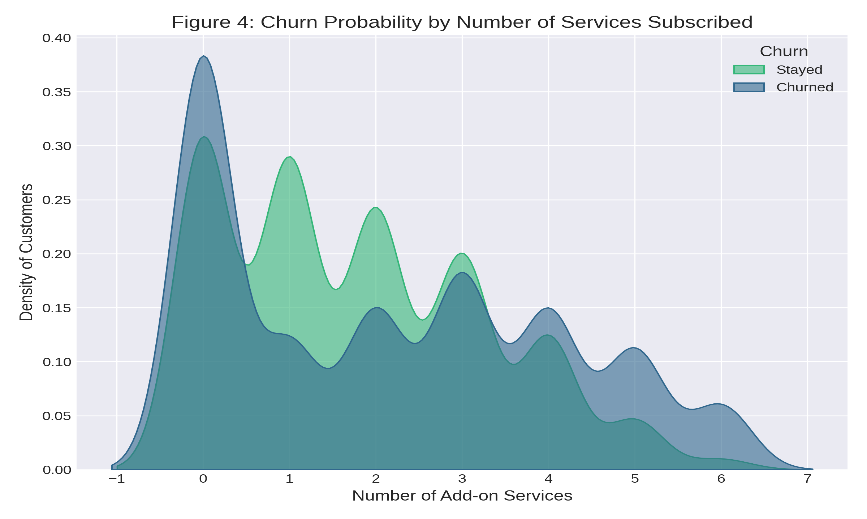 Figure 4: Churn Probability by Number of Services Subscribed
Churn
Stayed
Churned
Density of Customers
0.40
0.35
0.30
0.25
0.20
0.15
0.10
0.05
0.00
−1 0 1 2 3 4 5 6 7
Number of Add-on Services